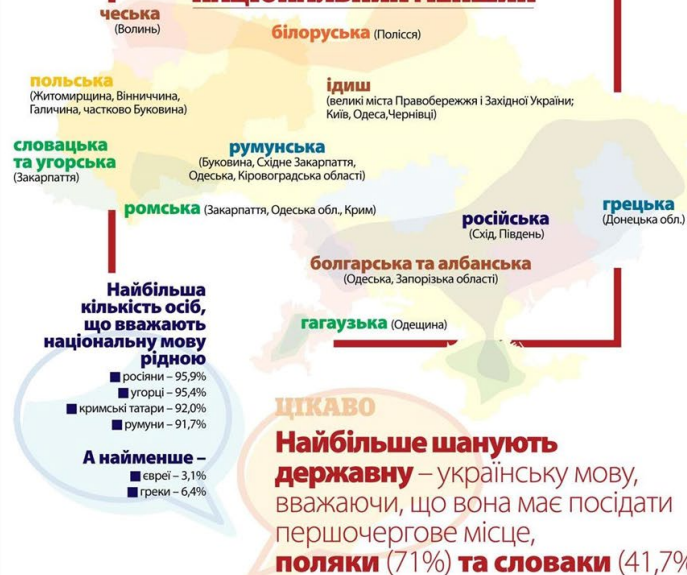 НАЦІОНАЛЬНИХ МЕНШИН
чеська
(Волинь)
білоруська (Полісся)
польська
(Житомирщина, Вінниччина,
Галичина, частково Буковина)
ідиш
(великі міста Правобережжя і Західної України;
Київ, Одеса,Чернівці)
словацька
та угорська
(Закарпаття)
румунська
(Буковина, Східне Закарпаття,
Одеська, Кіровоградська області)
грецька
(Донецька обл.)
ромська (Закарпаття, Одеська обл., Крим)
російська
(Схід, Південь)
болгарська та албанська
(Одеська, Запорізька області)
гагаузька (Одещина)
Найбільша
кількість осіб,
що вважають
національну мову
рідною
росіяни – 95,9%
угорці – 95,4%
кримські татари – 92,0%
румуни – 91,7%
А найменше –
євреї – 3,1%
греки – 6,4%
ЦІКАВО
Найбільше шанують
державну – українську мову,
вважаючи, що вона має посідати
першочергове місце,
поляки (71%) та словаки (41,7%